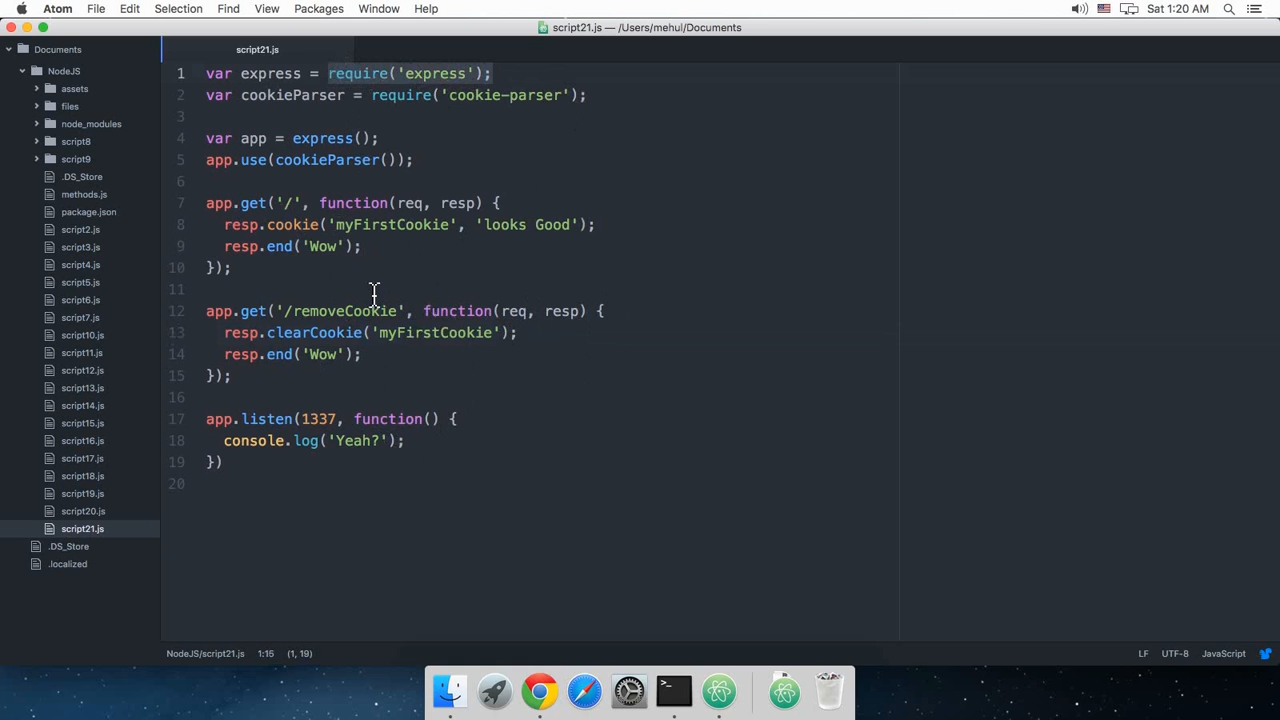 Atom File Edit Selection Find View Packages Window Help Sat 1:20 AM
script21.js — /Users/mehul/Documents
Documents
NodeJS
assets
files
node_modules
script8
script9
.DS_Store
methods.js
package.json
script2.js
script3.js
script4.js
script5.js
script6.js
script7.js
script10.js
script11.js
script12.js
script13.js
script14.js
script15.js
script16.js
script17.js
script18.js
script19.js
script20.js
script21.js
.DS_Store
.localized
script21.js
1 var express = require('express');
2 var cookieParser = require('cookie-parser');
3
4 var app = express();
5 app.use(cookieParser());
6
7 app.get('/', function(req, resp) {
8 resp.cookie('myFirstCookie', 'looks Good');
9 resp.end('Wow');
10 });
11
12 app.get('/removeCookie', function(req, resp) {
13 resp.clearCookie('myFirstCookie');
14 resp.end('Wow');
15 });
16
17 app.listen(1337, function() {
18 console.log('Yeah?');
19 })
20
NodeJS/script21.js 1:15 (1, 19) LF UTF-8 JavaScript